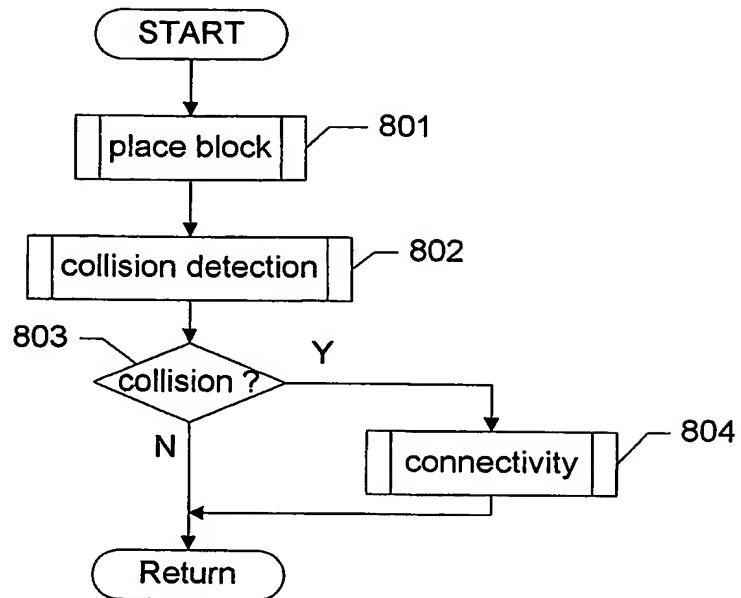 START
place block
801
collision detection
802
803
collision ?
Y
N
connectivity
804
Return